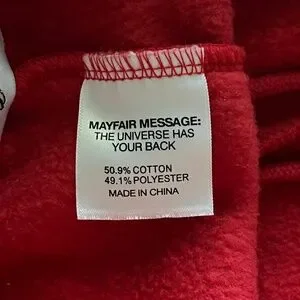 MAYFAIR MESSAGE:
THE UNIVERSE HAS
YOUR BACK
50.9% COTTON
49.1% POLYESTER
MADE IN CHINA